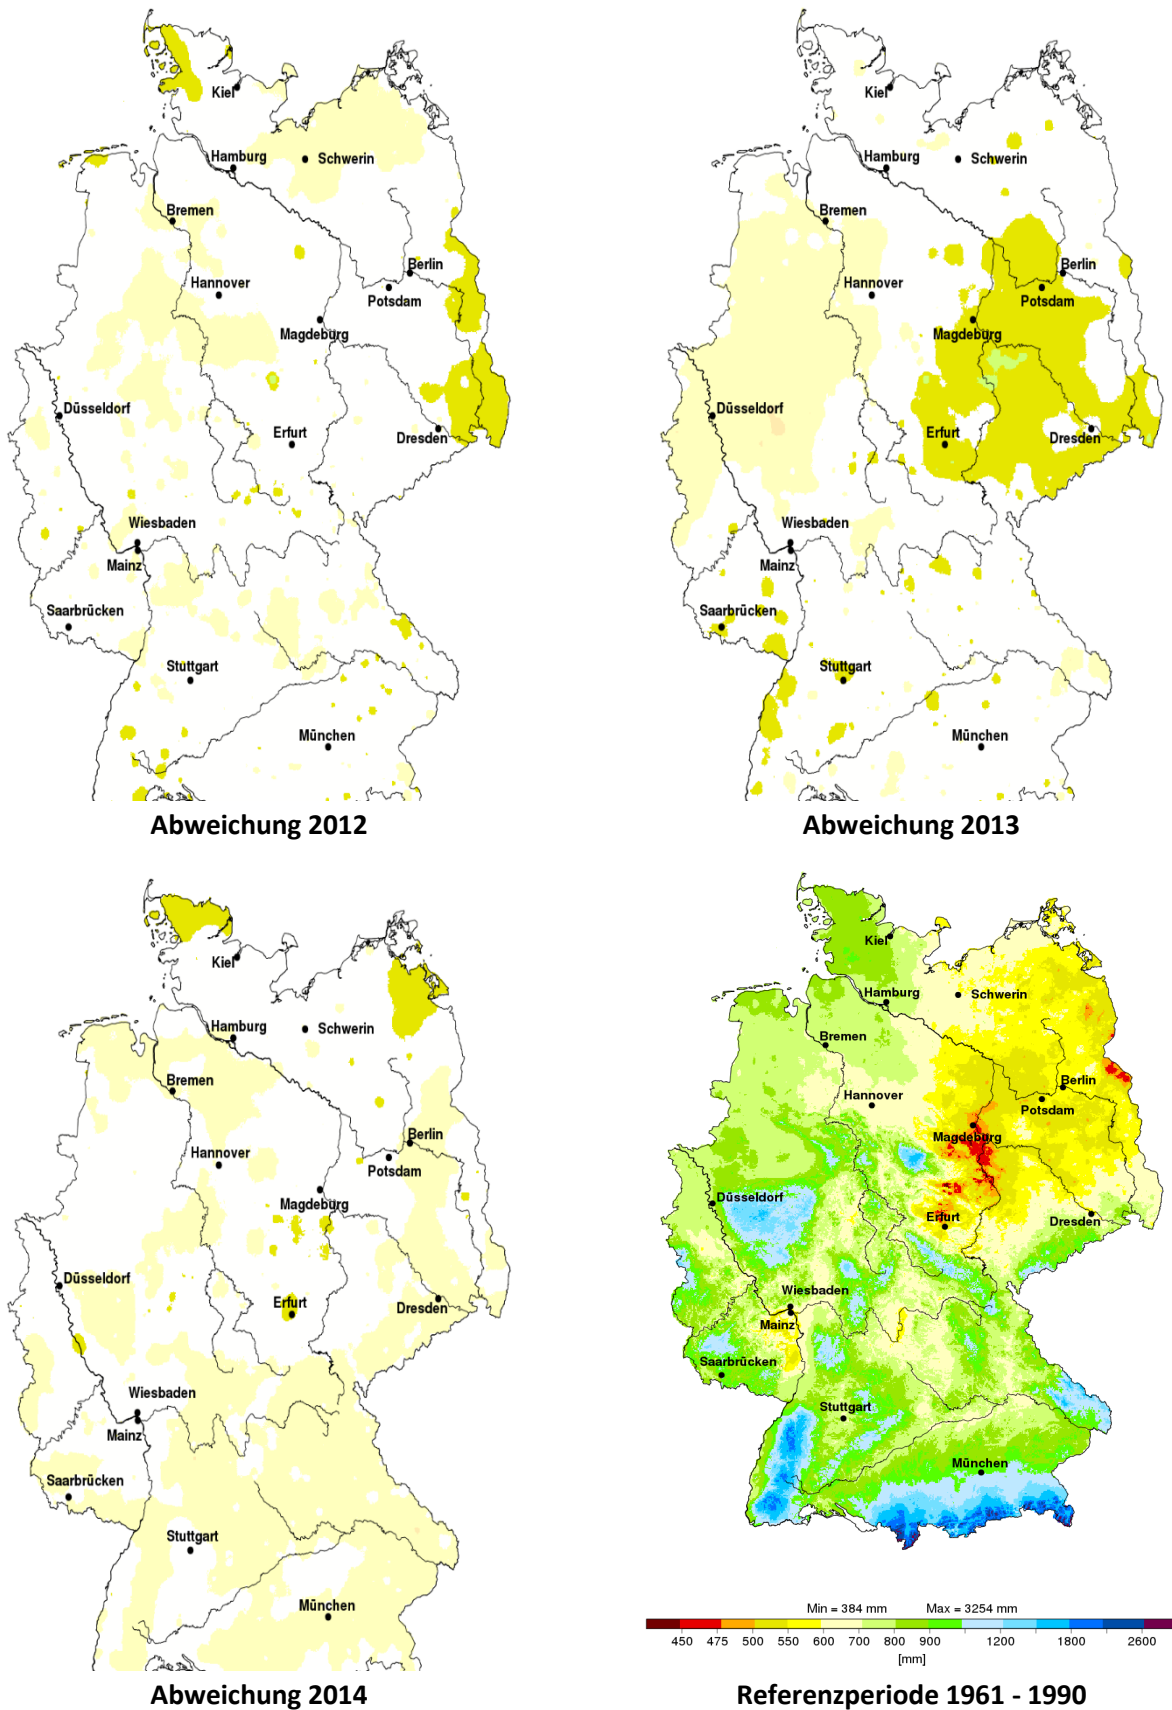 Kiel
Hamburg
Schwerin
Bremen
Berlin
Hannover
Potsdam
Magdeburg
Düsseldorf
Erfurt
Dresden
Wiesbaden
Mainz
Saarbrücken
Stuttgart
München
Abweichung 2012
Kiel
Hamburg
Schwerin
Bremen
Berlin
Hannover
Potsdam
Magdeburg
Düsseldorf
Erfurt
Dresden
Wiesbaden
Mainz
Saarbrücken
Stuttgart
München
Abweichung 2013
Kiel
Hamburg
Schwerin
Bremen
Berlin
Hannover
Potsdam
Magdeburg
Düsseldorf
Erfurt
Dresden
Wiesbaden
Mainz
Saarbrücken
Stuttgart
München
Abweichung 2014
Kiel
Hamburg
Schwerin
Bremen
Berlin
Hannover
Potsdam
Magdeburg
Düsseldorf
Erfurt
Dresden
Wiesbaden
Mainz
Saarbrücken
Stuttgart
München
Min = 384 mm Max = 3254 mm
450 475 500 550 600 700 800 900 1200 1800 2600
[mm]
Referenzperiode 1961 - 1990